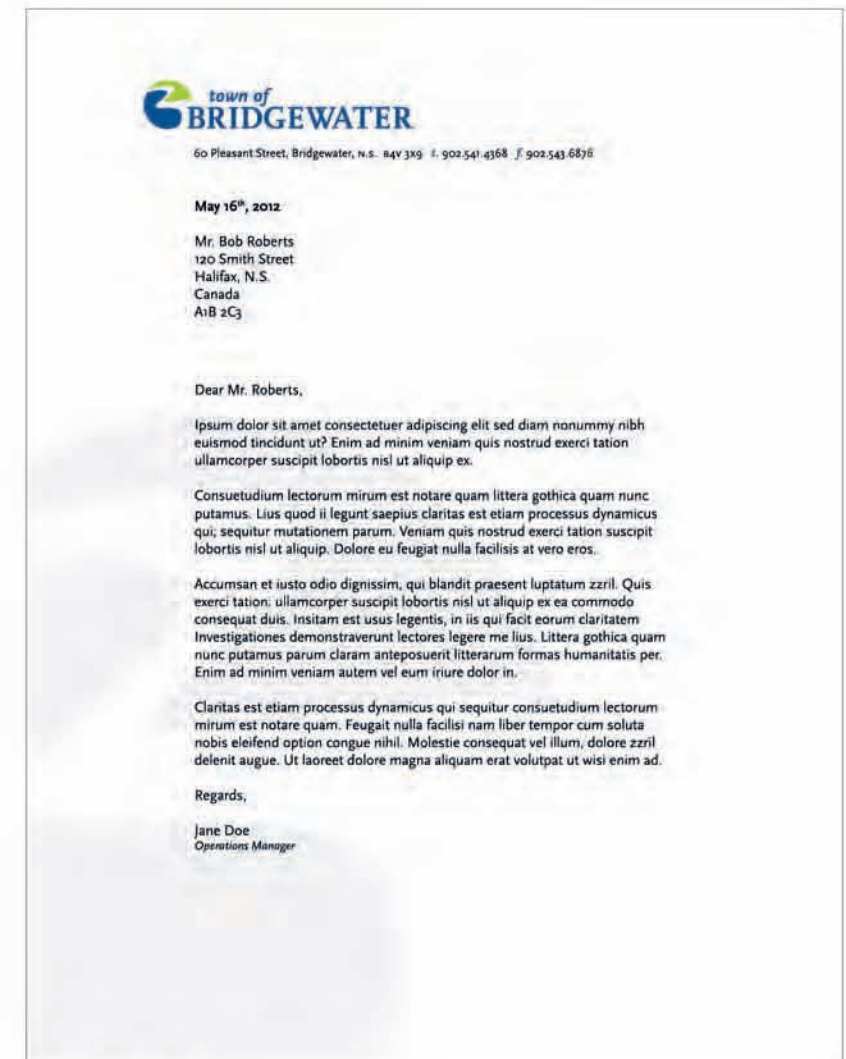 town of
BRIDGEWATER
60 Pleasant Street, Bridgewater, N.S. B4V 3X9 t. 902.541.4368 f. 902.543.6876
May 16th, 2012
Mr. Bob Roberts
120 Smith Street
Halifax, N.S.
Canada
A1B 2C3
Dear Mr. Roberts,
Ipsum dolor sit amet consectetuer adipiscing elit sed diam nonummy nibh
euismod tincidunt ut? Enim ad minim veniam quis nostrud exerci tation
ullamcorper suscipit lobortis nisl ut aliquip ex.
Consuetudium lectorum mirum est notare quam littera gothica quam nunc
putamus. Lius quod ii legunt saepius claritas est etiam processus dynamicus
qui; sequitur mutationem parum. Veniam quis nostrud exerci tation suscipit
lobortis nisl ut aliquip. Dolore eu feugiat nulla facilisis at vero eros.
Accumsan et iusto odio dignissim, qui blandit praesent luptatum zzril. Quis
exerci tation: ullamcorper suscipit lobortis nisl ut aliquip ex ea commodo
consequat duis. Insitam est usus legentis, in iis qui facit eorum claritatem
Investigationes demonstraverunt lectores legere me lius. Littera gothica quam
nunc putamus parum claram anteposuerit litterarum formas humanitatis per.
Enim ad minim veniam autem vel eum iriure dolor in.
Claritas est etiam processus dynamicus qui sequitur consuetudium lectorum
mirum est notare quam. Feugait nulla facilisi nam liber tempor cum soluta
nobis eleifend option congue nihil. Molestie consequat vel illum, dolore zzril
delenit augue. Ut laoreet dolore magna aliquam erat volutpat ut wisi enim ad.
Regards,
Jane Doe
Operations Manager